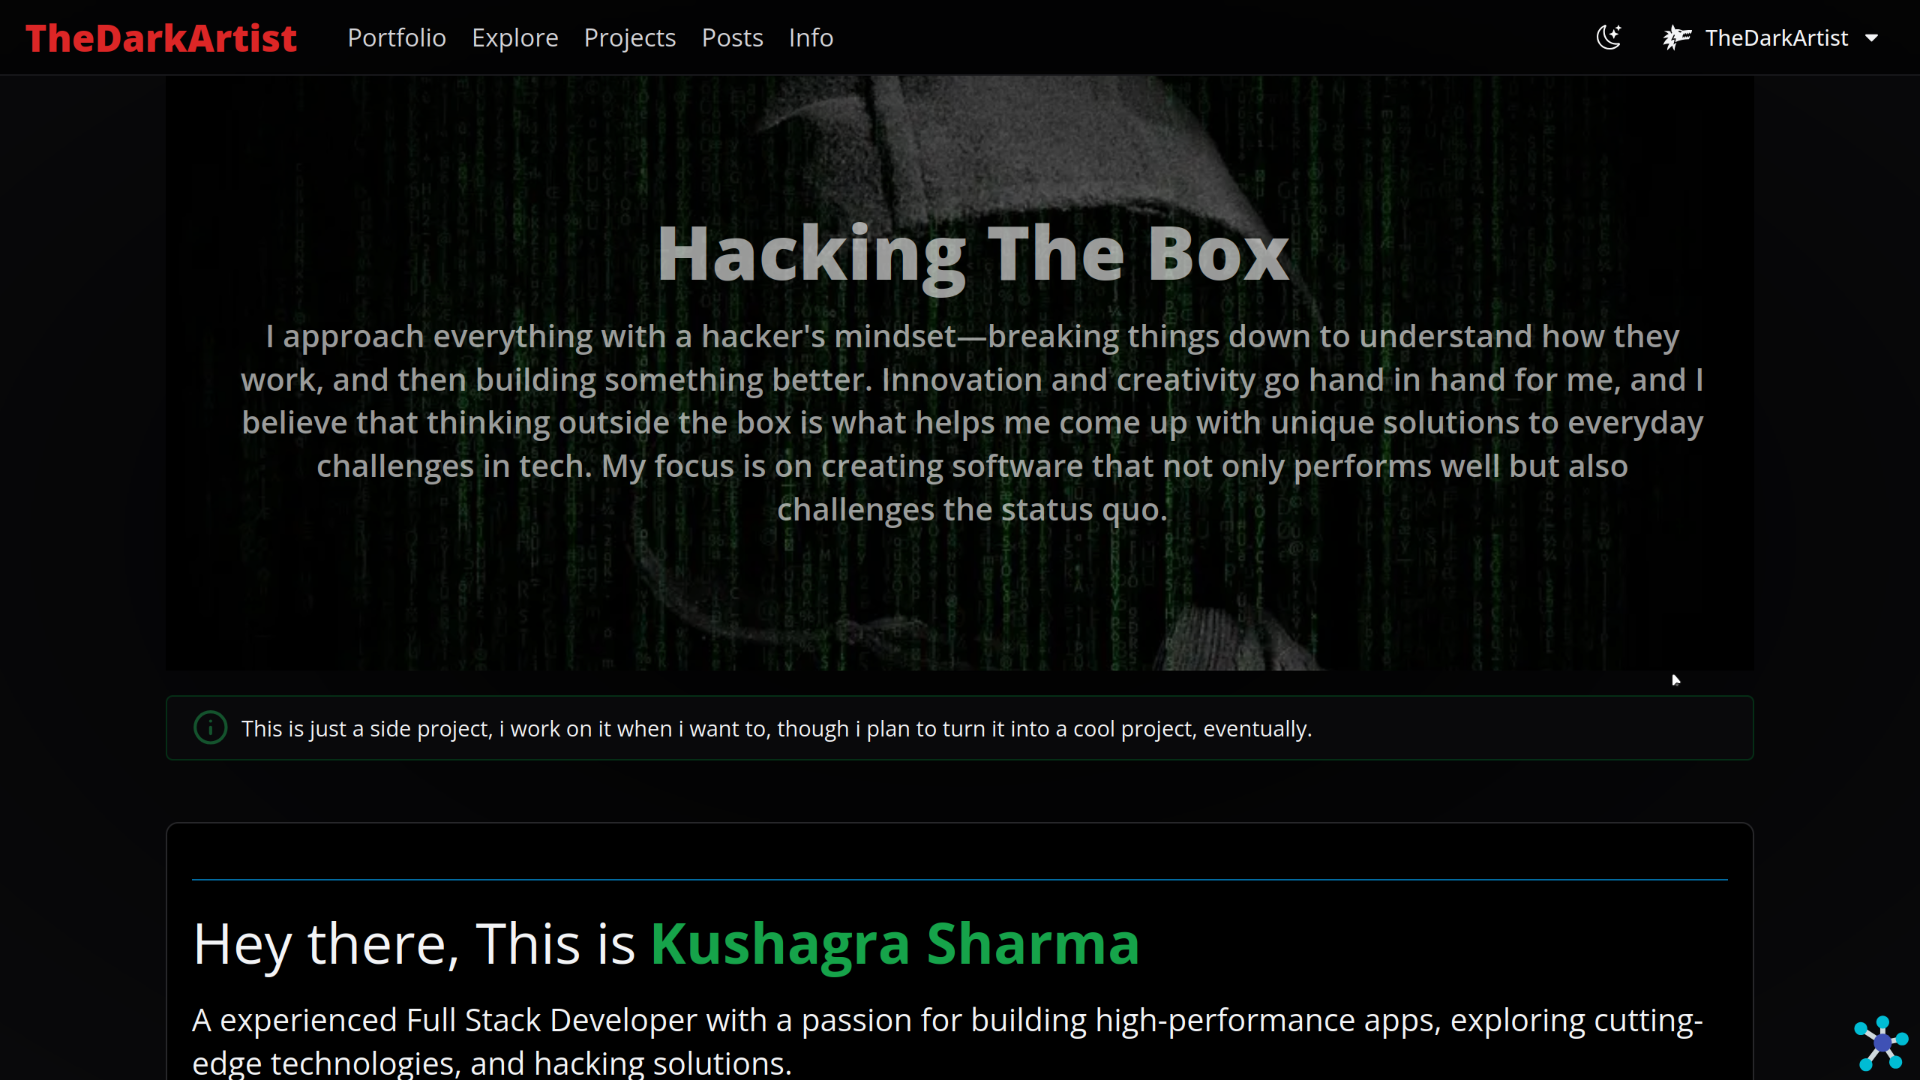 TheDarkArtist
Portfolio Explore Projects Posts Info
TheDarkArtist
Hacking The Box
I approach everything with a hacker's mindset—breaking things down to understand how they
work, and then building something better. Innovation and creativity go hand in hand for me, and I
believe that thinking outside the box is what helps me come up with unique solutions to everyday
challenges in tech. My focus is on creating software that not only performs well but also
challenges the status quo.
This is just a side project, i work on it when i want to, though i plan to turn it into a cool project, eventually.
Hey there, This is Kushagra Sharma
A experienced Full Stack Developer with a passion for building high-performance apps, exploring cutting-
edge technologies, and hacking solutions.